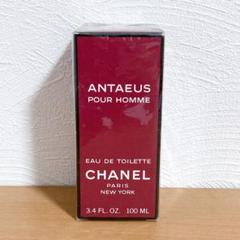 ANTAEUS
POUR HOMME
EAU DE TOILETTE
CHANEL
PARIS
NEW YORK
3.4 FL. OZ. 100 ML